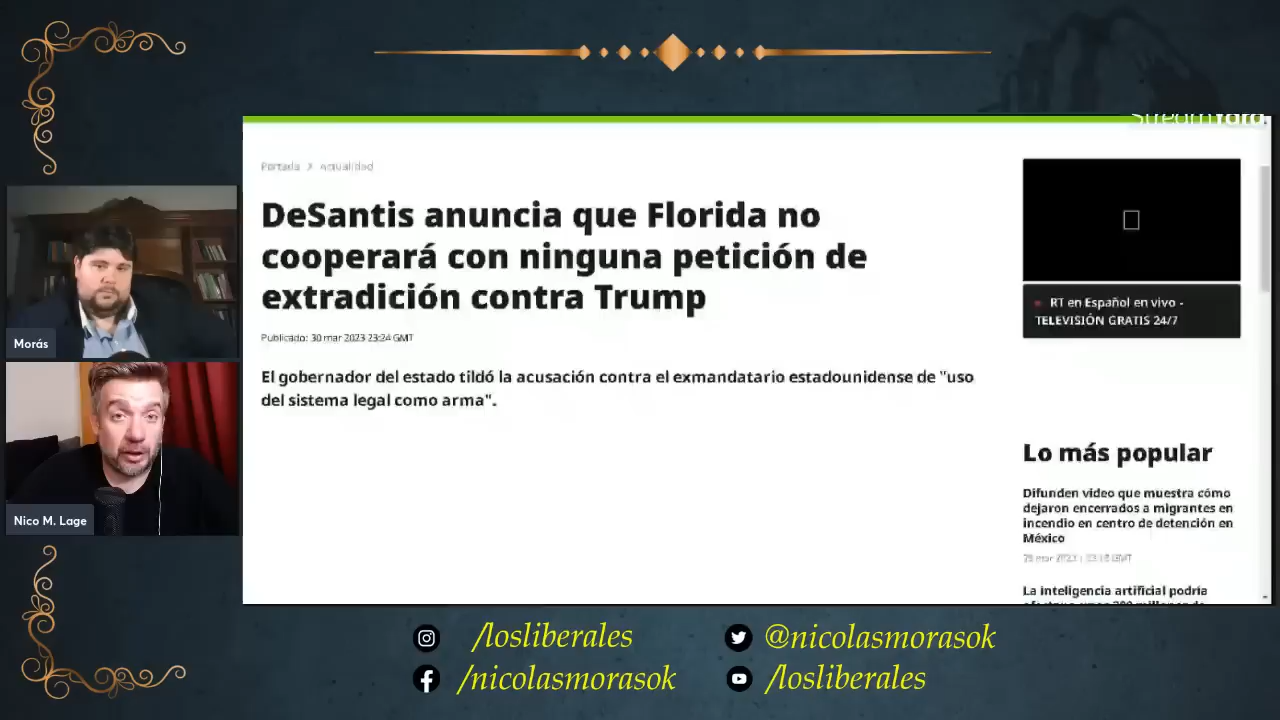 StreamYard
Portada > Actualidad
DeSantis anuncia que Florida no
cooperará con ninguna petición de
extradición contra Trump
Publicado: 30 mar 2023 23:24 GMT
El gobernador del estado tildó la acusación contra el exmandatario estadounidense de "uso
del sistema legal como arma".
RT en Español en vivo -
TELEVISIÓN GRATIS 24/7
Lo más popular
Difunden video que muestra cómo
dejaron encerrados a migrantes en
incendio en centro de detención en
México
La inteligencia artificial podría
Morás
Nico M. Lage
/losliberales
@nicolasmorasok
/nicolasmorasok
/losliberales